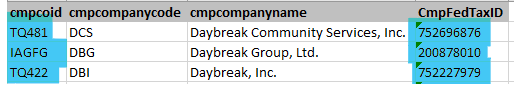 cmpcoid cmpcompanycode cmpcompanyname CmpFedTaxID
TQ481 DCS Daybreak Community Services, Inc. 752696876
IAGFG DBG Daybreak Group, Ltd. 200878010
TQ422 DBI Daybreak, Inc. 752227979